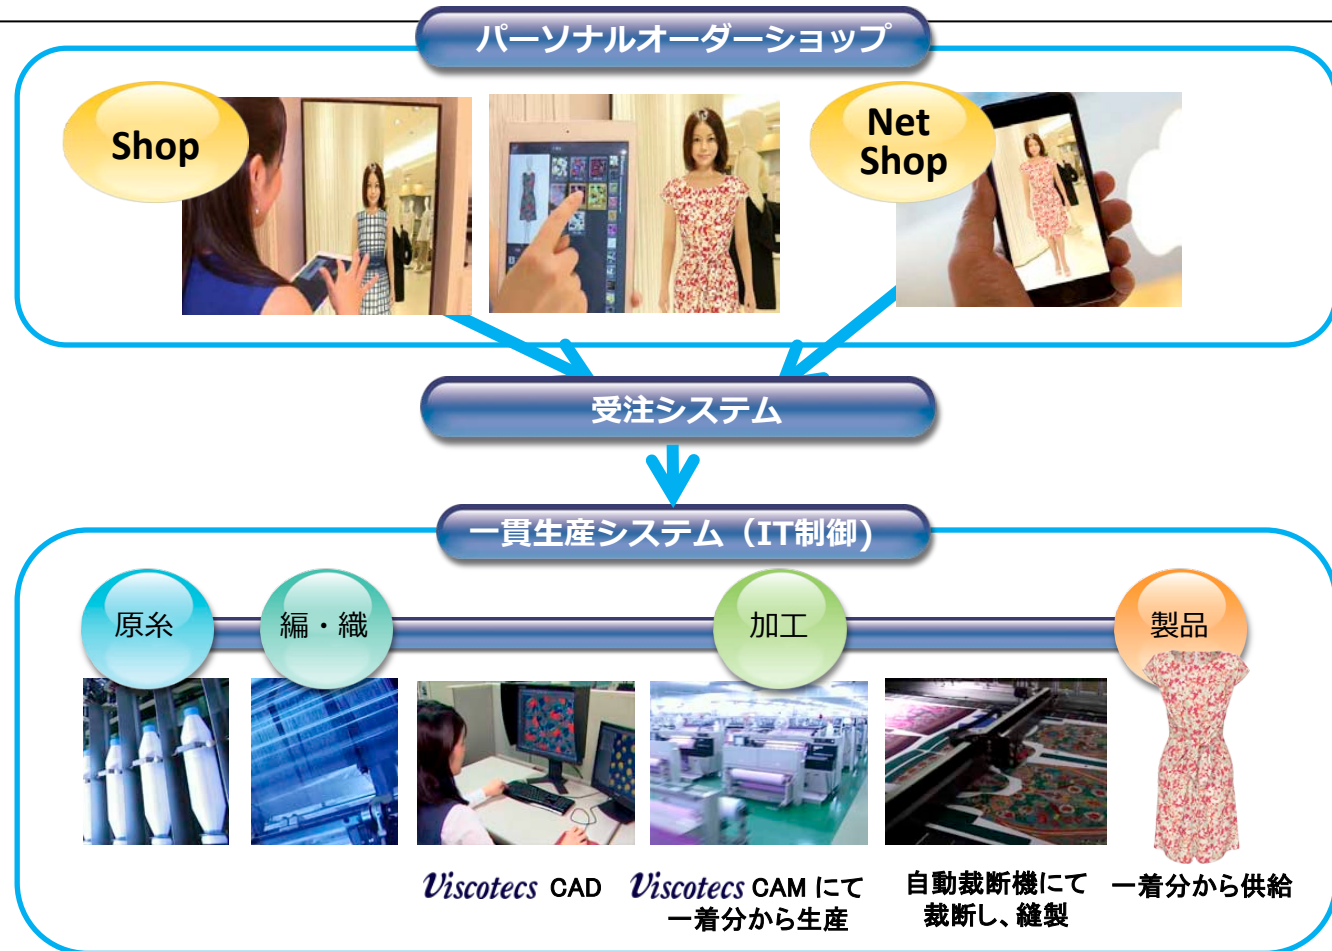 パーソナルオーダーショップ
Shop
Net
Shop
受注システム
一貫生産システム（IT制御)
原糸
編・織
加工
製品
Viscotecs CAD
Viscotecs CAM にて
一着分から生産
自動裁断機にて
裁断し、縫製
一着分から供給